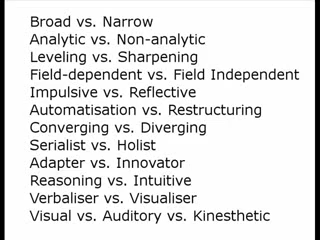 Broad vs. Narrow
Analytic vs. Non-analytic
Leveling vs. Sharpening
Field-dependent vs. Field Independent
Impulsive vs. Reflective
Automatisation vs. Restructuring
Converging vs. Diverging
Serialist vs. Holist
Adapter vs. Innovator
Reasoning vs. Intuitive
Verbaliser vs. Visualiser
Visual vs. Auditory vs. Kinesthetic